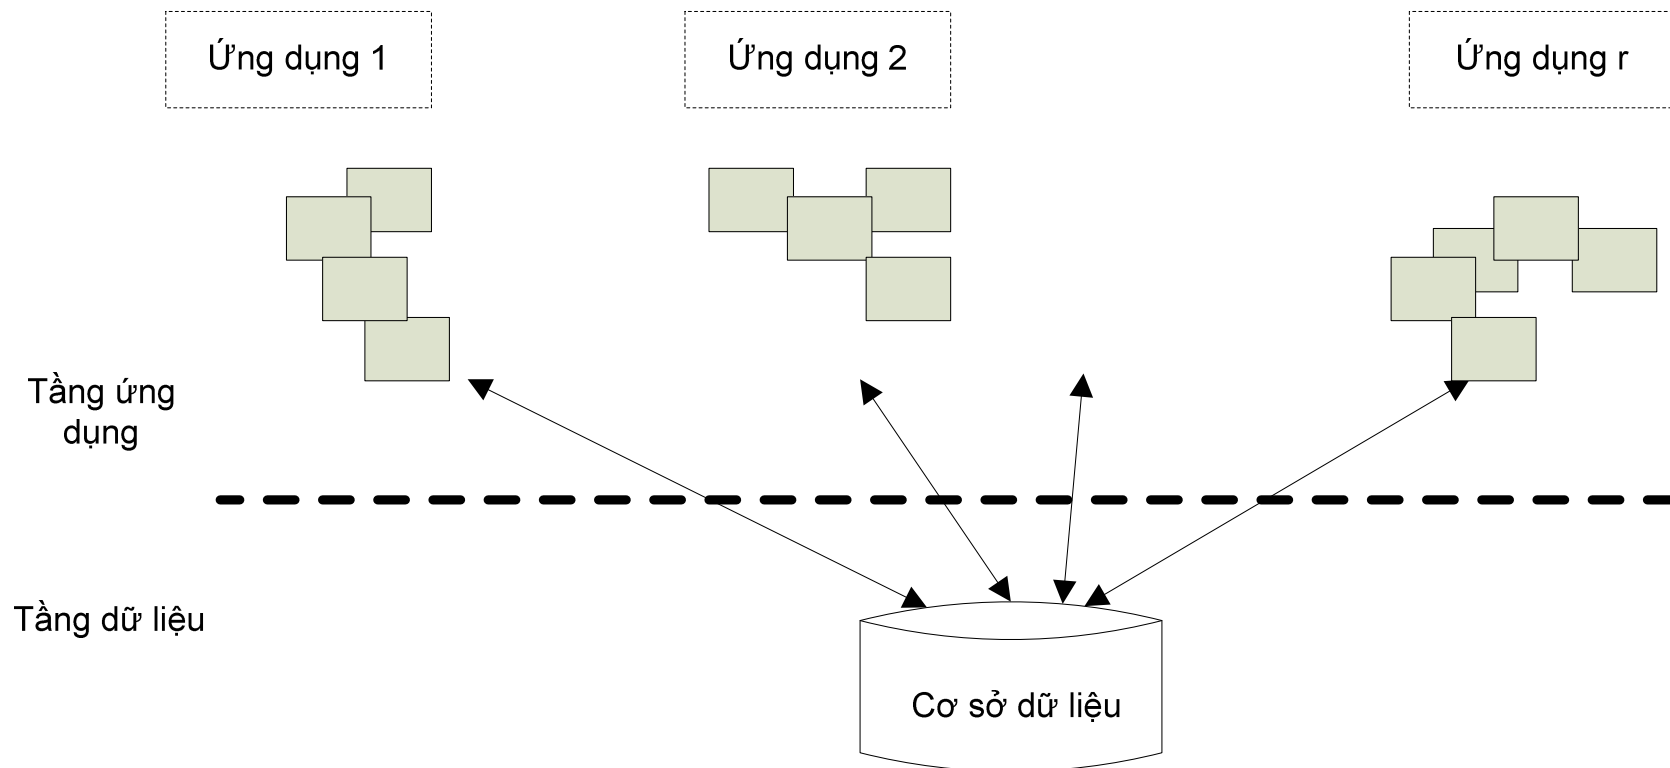 Ứng dụng 1
Ứng dụng 2
Ứng dụng r
Tầng ứng
dụng
Tầng dữ liệu
Cơ sở dữ liệu